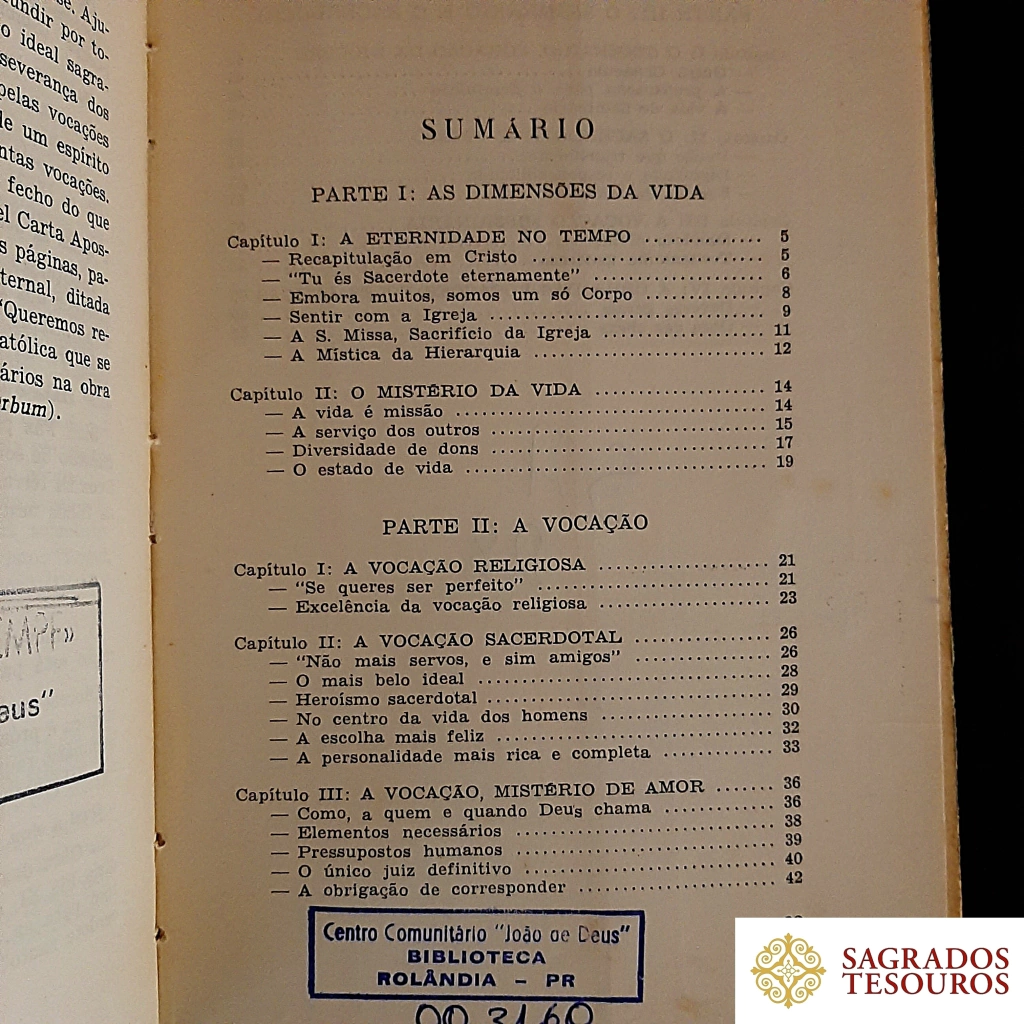 se. Aju-
undir por to-
o ideal sagra-
severança dos
pelas vocações
de um espírito
ntas vocações.
fecho do que
el Carta Apos-
s páginas, pa-
ternal, ditada
"Queremos re-
atólica que se
ários na obra
rbum).
EMPF»
eus"
SUMÁRIO
PARTE I: AS DIMENSÕES DA VIDA
Capítulo I: A ETERNIDADE NO TEMPO .............. 5
— Recapitulação em Cristo ........................ 5
— "Tu és Sacerdote eternamente" .................. 6
— Embora muitos, somos um só Corpo .............. 8
— Sentir com a Igreja ............................ 9
— A S. Missa, Sacrifício da Igreja ................ 11
— A Mística da Hierarquia ........................ 12
Capítulo II: O MISTÉRIO DA VIDA .................. 14
— A vida é missão ................................ 14
— A serviço dos outros ............................ 15
— Diversidade de dons ............................ 17
— O estado de vida ................................ 19
PARTE II: A VOCAÇÃO
Capítulo I: A VOCAÇÃO RELIGIOSA .................. 21
— "Se queres ser perfeito" ........................ 21
— Excelência da vocação religiosa .................. 23
Capítulo II: A VOCAÇÃO SACERDOTAL ................ 26
— "Não mais servos, e sim amigos" ................ 26
— O mais belo ideal .............................. 28
— Heroísmo sacerdotal ............................ 29
— No centro da vida dos homens .................. 30
— A escolha mais feliz ............................ 32
— A personalidade mais rica e completa ............ 33
Capítulo III: A VOCAÇÃO, MISTÉRIO DE AMOR ....... 36
— Como, a quem e quando Deus chama ............ 36
— Elementos necessários .......................... 38
— Pressupostos humanos .......................... 39
— O único juiz definitivo .......................... 40
— A obrigação de corresponder .................... 42
Centro Comunitário "João de Deus"
BIBLIOTECA
ROLÂNDIA - PR
00 3160
SAGRADOS
TESOUROS